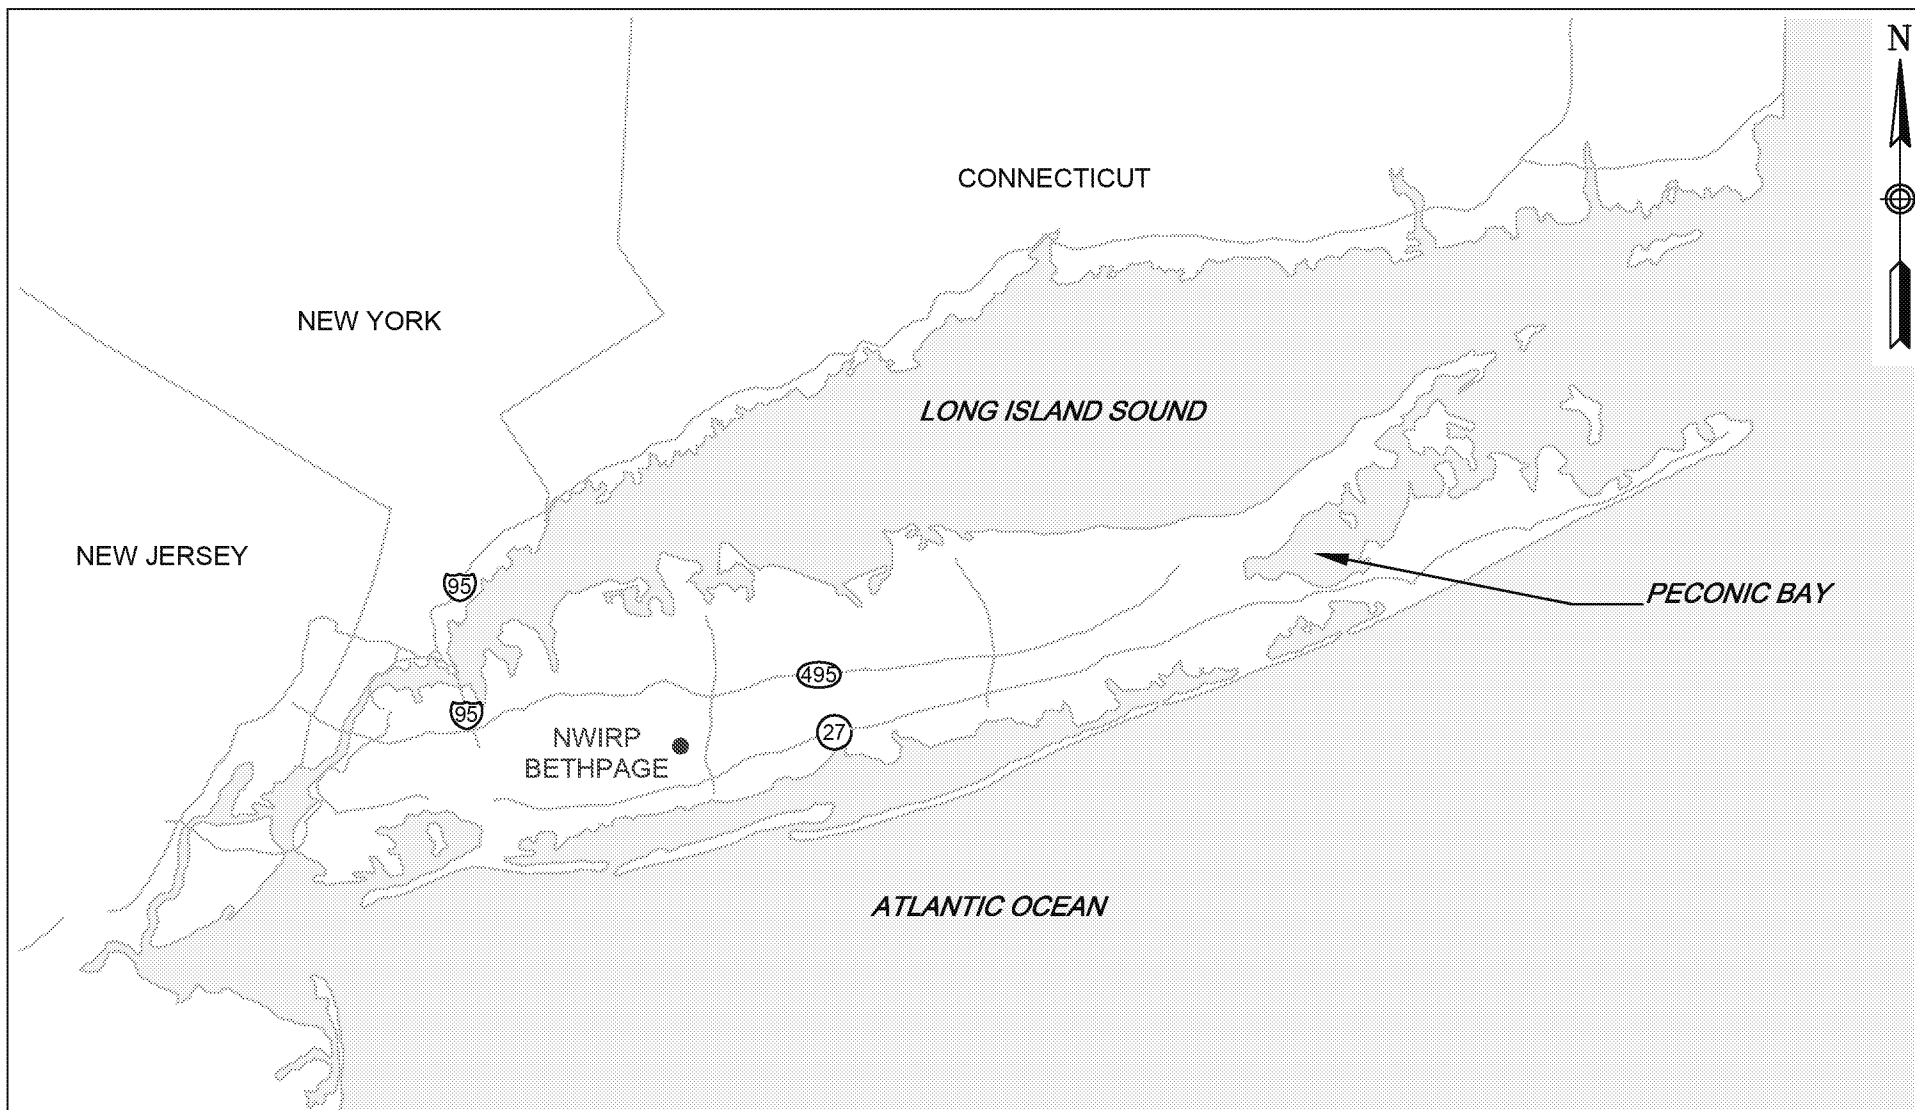 N
CONNECTICUT
NEW YORK
LONG ISLAND SOUND
NEW JERSEY
95
PECONIC BAY
495
95
27
NWIRP
BETHPAGE
ATLANTIC OCEAN